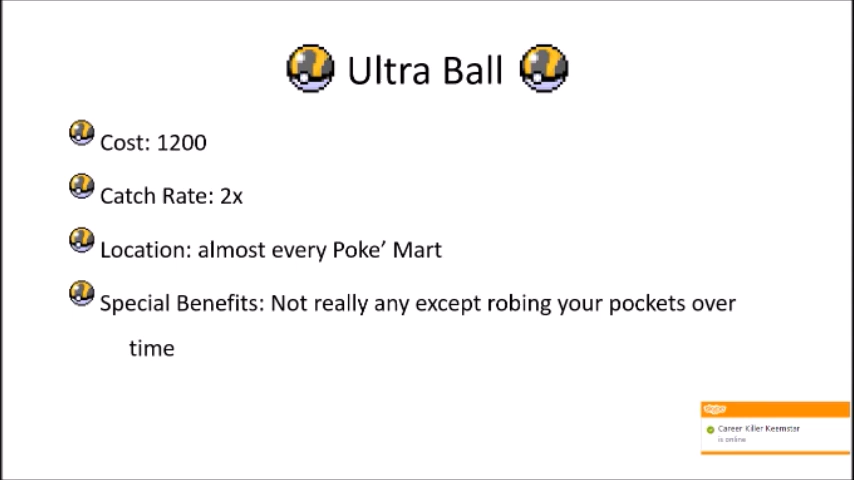 Ultra Ball
Cost: 1200
Catch Rate: 2x
Location: almost every Poke’ Mart
Special Benefits: Not really any except robing your pockets over
time
skype
Career Killer Keemstar
is online